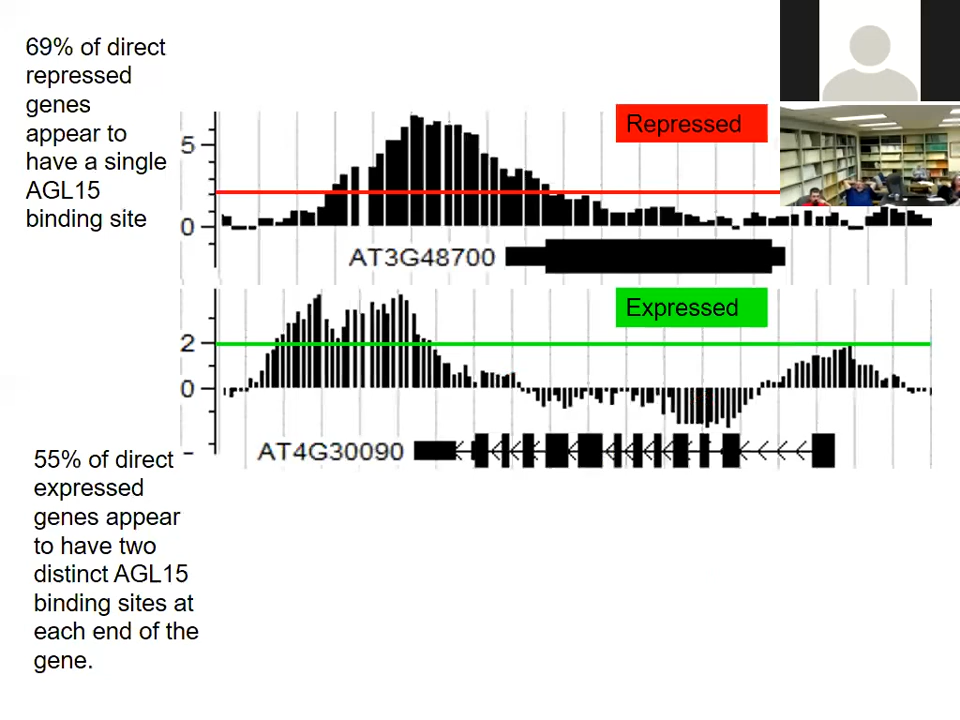 69% of direct
repressed
genes
appear to
have a single
AGL15
binding site
Repressed
5
0
AT3G48700
Expressed
2
0
AT4G30090
55% of direct
expressed
genes appear
to have two
distinct AGL15
binding sites at
each end of the
gene.